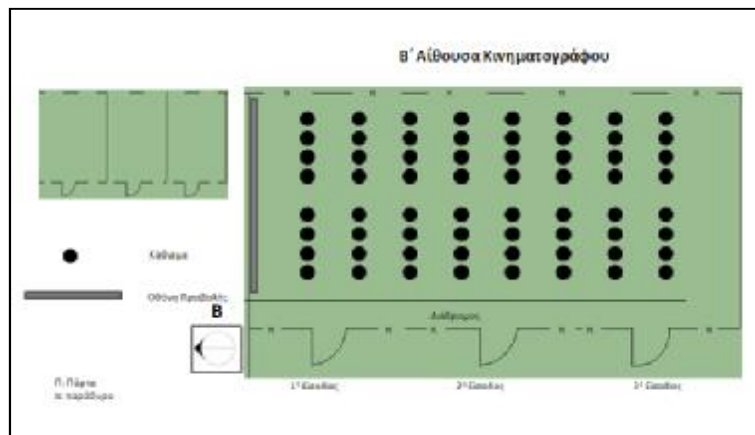 Β΄ Αίθουσα Κινηματογράφου
Κάθισμα
Οθόνη Προβολής
Β
Διάδρομος
1η Είσοδος
2η Είσοδος
3η Είσοδος
Π: Πόρτα
π: παράθυρο